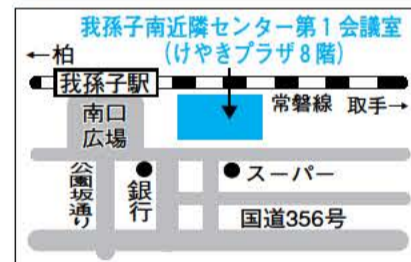 我孫子南近隣センター第1会議室
(けやきプラザ8階)
←柏
我孫子駅
常磐線 取手→
南口
広場
公園坂通り
銀行
スーパー
国道356号